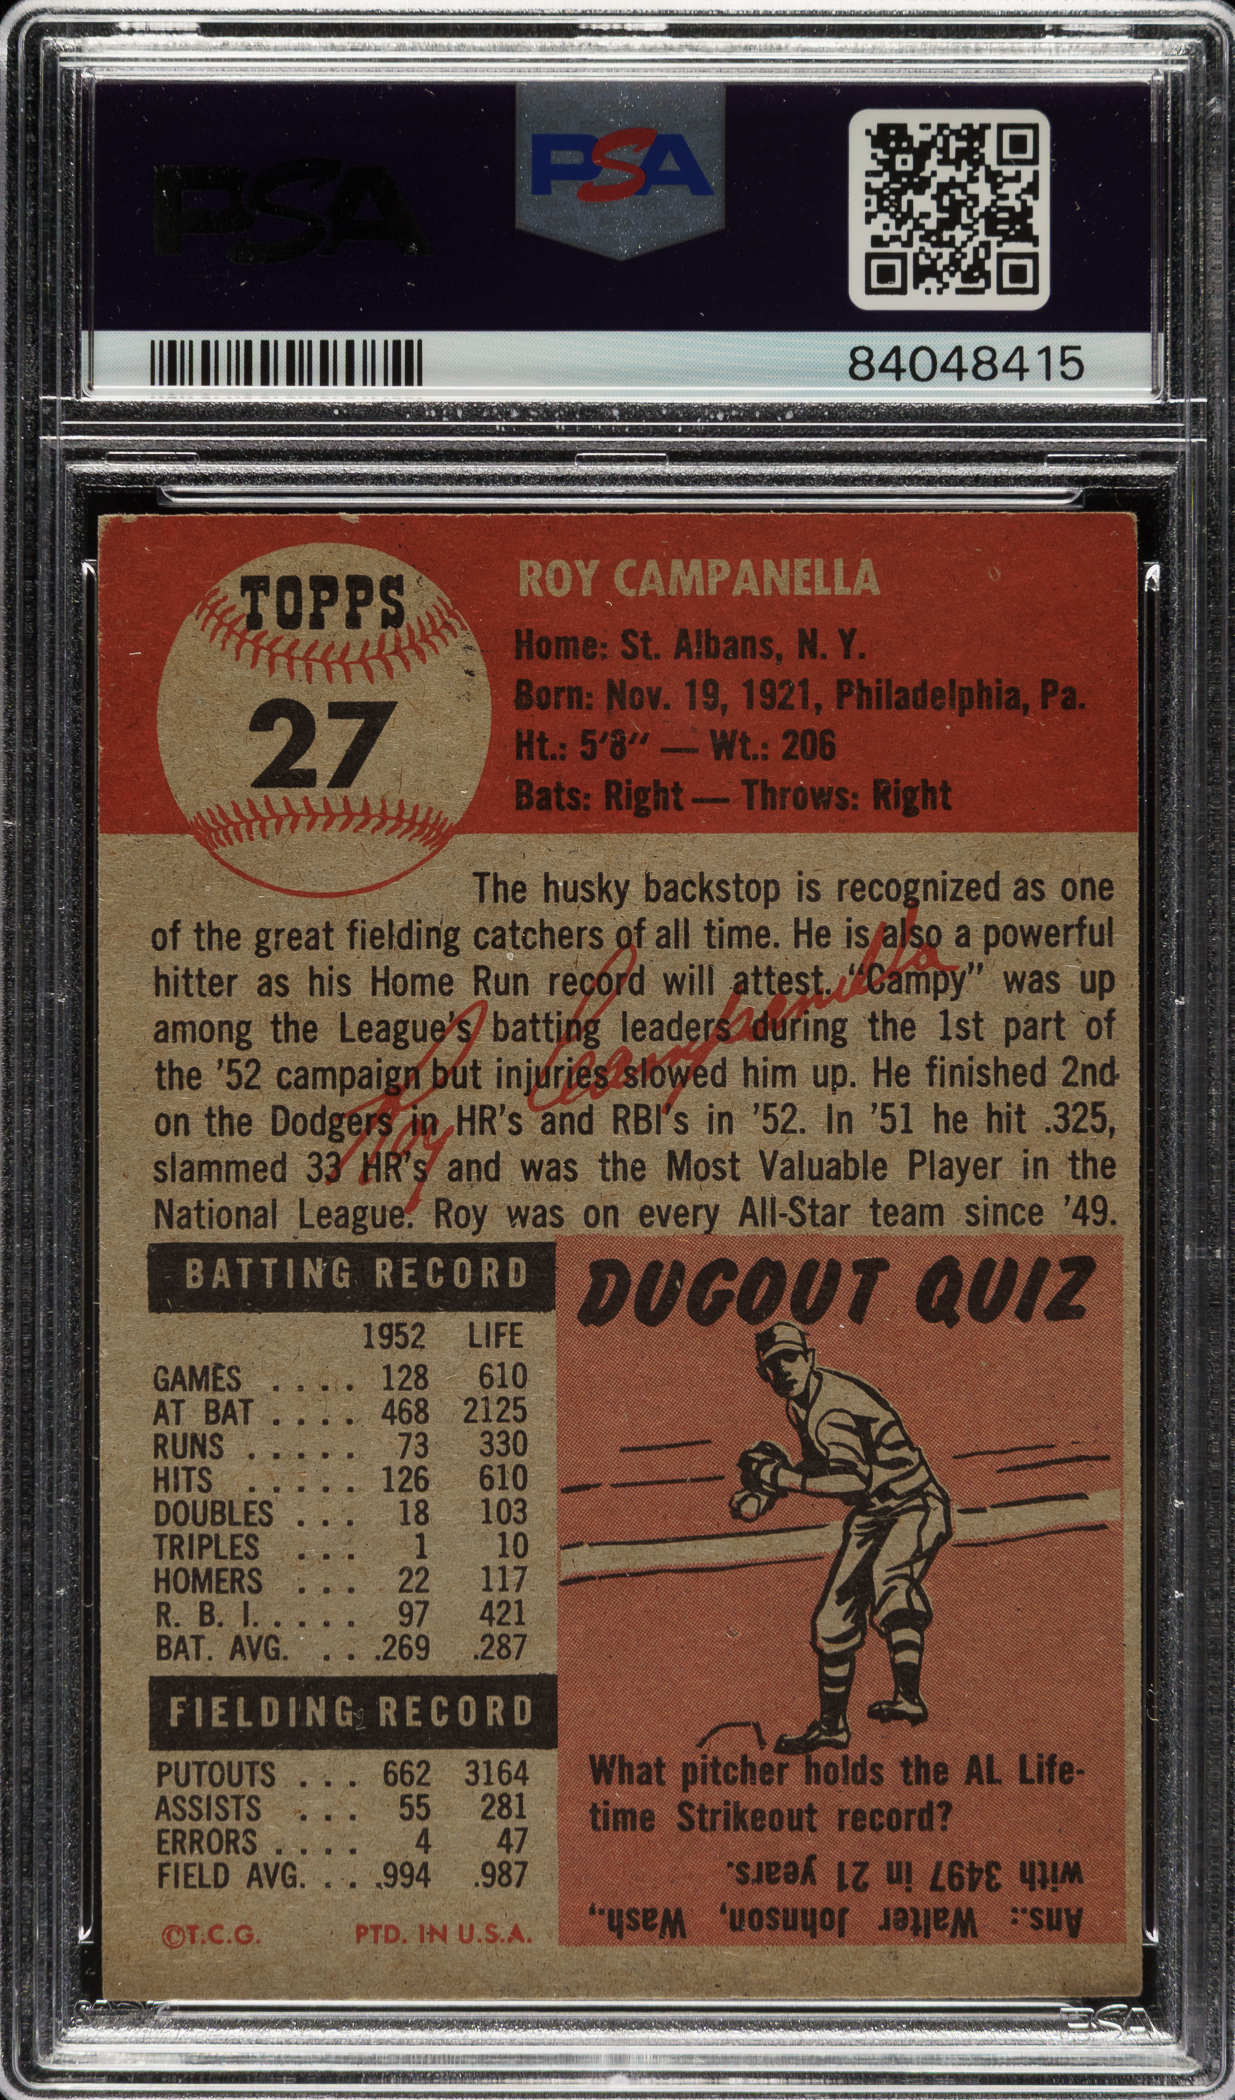 PSA
PSA
84048415
TOPPS
27
ROY CAMPANELLA
Home: St. Albans, N. Y.
Born: Nov. 19, 1921, Philadelphia, Pa.
Ht.: 5'8" — Wt.: 206
Bats: Right — Throws: Right
The husky backstop is recognized as one
of the great fielding catchers of all time. He is also a powerful
hitter as his Home Run record will attest. "Campy" was up
among the League's batting leaders during the 1st part of
the '52 campaign but injuries slowed him up. He finished 2nd
on the Dodgers in HR's and RBI's in '52. In '51 he hit .325,
slammed 33 HR's and was the Most Valuable Player in the
National League. Roy was on every All-Star team since '49.
Roy Campanella
BATTING RECORD
1952 LIFE
GAMES . . . . 128 610
AT BAT . . . . 468 2125
RUNS . . . . . 73 330
HITS . . . . . 126 610
DOUBLES . . . 18 103
TRIPLES . . . 1 10
HOMERS . . . 22 117
R. B. I. . . . . 97 421
BAT. AVG. . . .269 .287
FIELDING RECORD
PUTOUTS . . . 662 3164
ASSISTS . . . 55 281
ERRORS . . . . 4 47
FIELD AVG. . . .994 .987
©T.C.G. PTD. IN U.S.A.
DUGOUT QUIZ
What pitcher holds the AL Life-
time Strikeout record?
Ans.: Walter Johnson, Wash.,
with 3497 in 21 years.
PSA